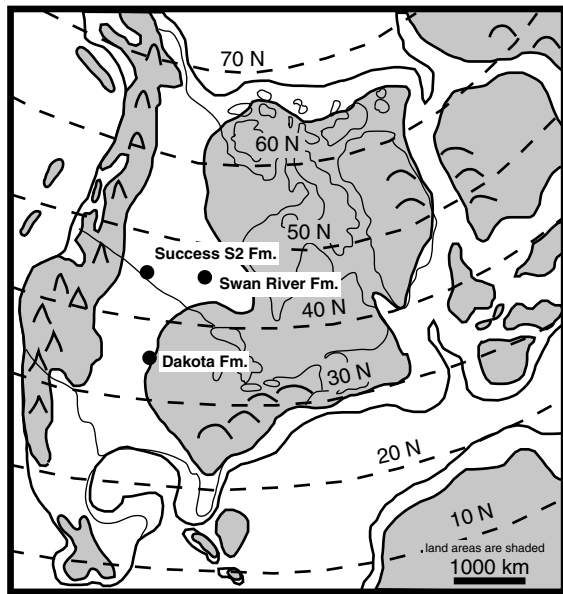 70 N
60 N
50 N
Success S2 Fm.
Swan River Fm.
40 N
Dakota Fm.
30 N
20 N
10 N
land areas are shaded
1000 km